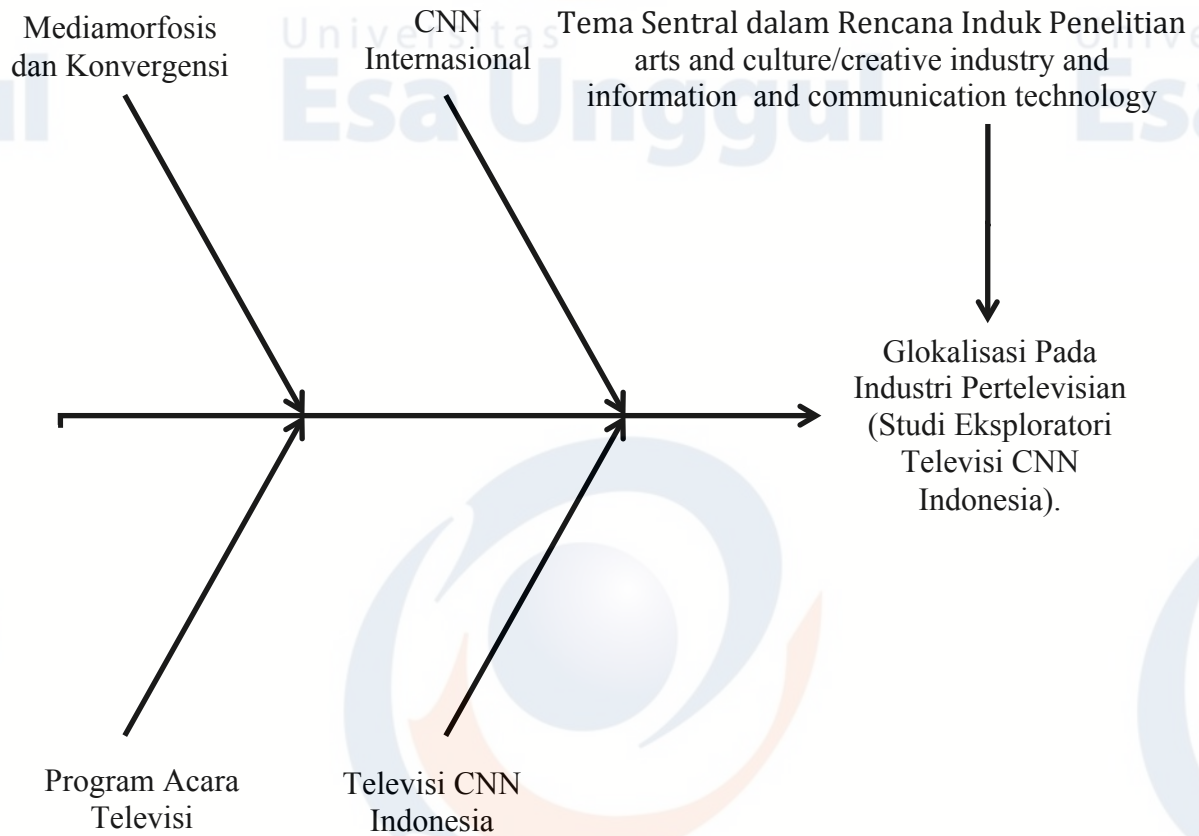 Mediamorfosis
dan Konvergensi
CNN
Internasional
Tema Sentral dalam Rencana Induk Penelitian
arts and culture/creative industry and
information and communication technology
Universitas
Esa Unggul
Glokalisasi Pada
Industri Pertelevisian
(Studi Eksploratori
Televisi CNN
Indonesia).
Program Acara
Televisi
Televisi CNN
Indonesia